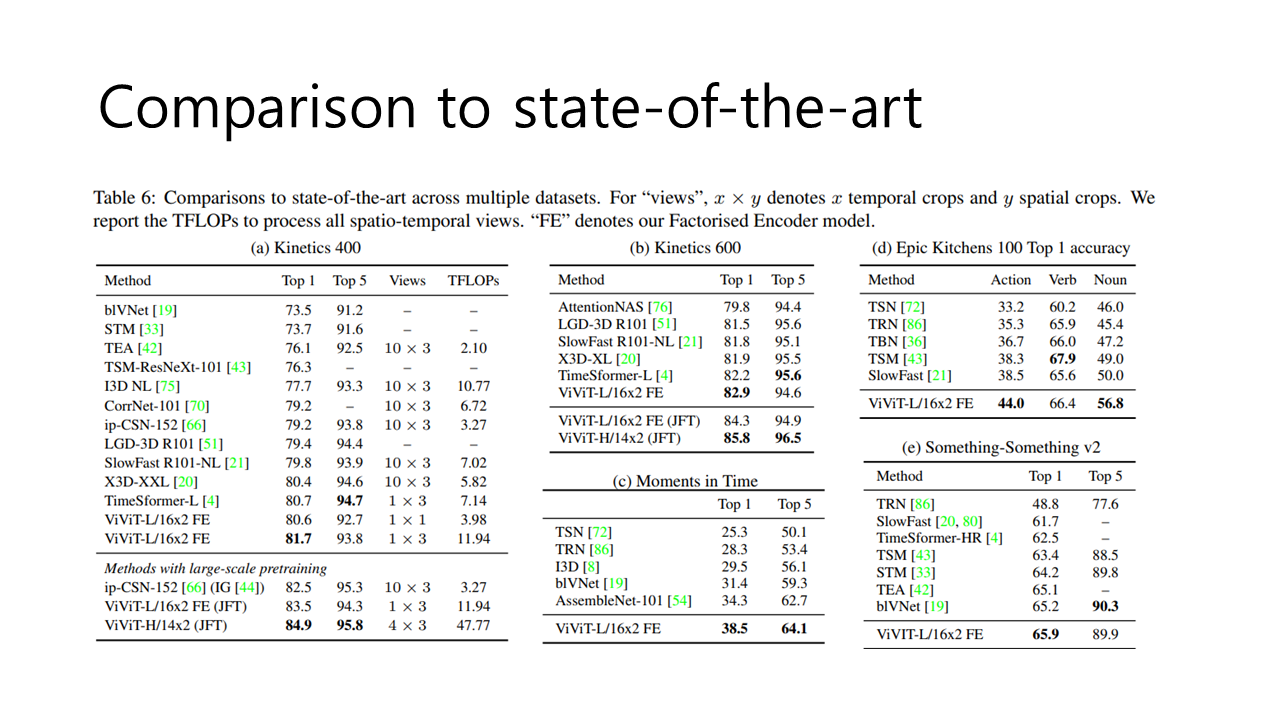 Comparison to state-of-the-art
Table 6: Comparisons to state-of-the-art across multiple datasets. For “views”, x × y denotes x temporal crops and y spatial crops. We
report the TFLOPs to process all spatio-temporal views. “FE” denotes our Factorised Encoder model.
(a) Kinetics 400
Method Top 1 Top 5 Views TFLOPs
blVNet [19] 73.5 91.2 – –
STM [33] 73.7 91.6 – –
TEA [42] 76.1 92.5 10 × 3 2.10
TSM-ResNeXt-101 [43] 76.3 – – –
I3D NL [75] 77.7 93.3 10 × 3 10.77
CorrNet-101 [70] 79.2 – 10 × 3 6.72
ip-CSN-152 [66] 79.2 93.8 10 × 3 3.27
LGD-3D R101 [51] 79.4 94.4 – –
SlowFast R101-NL [21] 79.8 93.9 10 × 3 7.02
X3D-XXL [20] 80.4 94.6 10 × 3 5.82
TimeSformer-L [4] 80.7 94.7 1 × 3 7.14
ViViT-L/16x2 FE 80.6 92.7 1 × 1 3.98
ViViT-L/16x2 FE 81.7 93.8 1 × 3 11.94
Methods with large-scale pretraining
ip-CSN-152 [66] (IG [44]) 82.5 95.3 10 × 3 3.27
ViViT-L/16x2 FE (JFT) 83.5 94.3 1 × 3 11.94
ViViT-H/14x2 (JFT) 84.9 95.8 4 × 3 47.77
(b) Kinetics 600
Method Top 1 Top 5
AttentionNAS [76] 79.8 94.4
LGD-3D R101 [51] 81.5 95.6
SlowFast R101-NL [21] 81.8 95.1
X3D-XL [20] 81.9 95.5
TimeSformer-L [4] 82.2 95.6
ViViT-L/16x2 FE 82.9 94.6
ViViT-L/16x2 FE (JFT) 84.3 94.9
ViViT-H/14x2 (JFT) 85.8 96.5
(c) Moments in Time
Top 1 Top 5
TSN [72] 25.3 50.1
TRN [86] 28.3 53.4
I3D [8] 29.5 56.1
blVNet [19] 31.4 59.3
AssembleNet-101 [54] 34.3 62.7
ViViT-L/16x2 FE 38.5 64.1
(d) Epic Kitchens 100 Top 1 accuracy
Method Action Verb Noun
TSN [72] 33.2 60.2 46.0
TRN [86] 35.3 65.9 45.4
TBN [36] 36.7 66.0 47.2
TSM [43] 38.3 67.9 49.0
SlowFast [21] 38.5 65.6 50.0
ViViT-L/16x2 FE 44.0 66.4 56.8
(e) Something-Something v2
Method Top 1 Top 5
TRN [86] 48.8 77.6
SlowFast [20, 80] 61.7 –
TimeSformer-HR [4] 62.5 –
TSM [43] 63.4 88.5
STM [33] 64.2 89.8
TEA [42] 65.1 –
blVNet [19] 65.2 90.3
ViVIT-L/16x2 FE 65.9 89.9